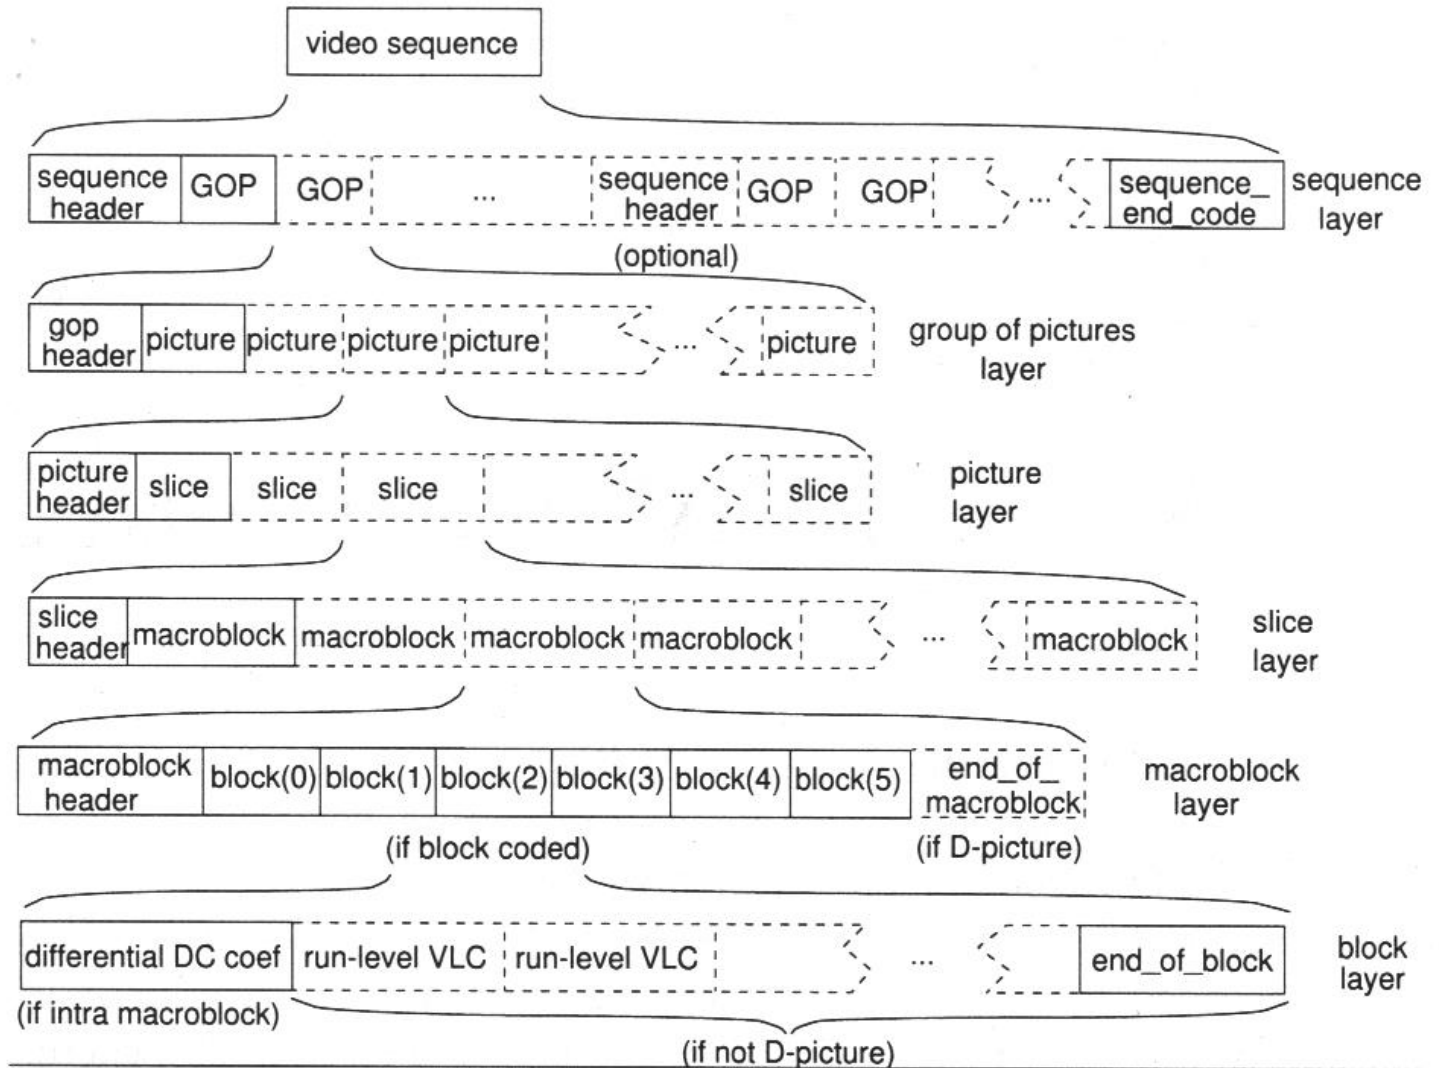 video sequence
sequence header GOP GOP ... sequence header GOP GOP ... sequence_ end_code sequence layer
(optional)
gop header picture picture picture picture ... picture group of pictures layer
picture header slice slice slice ... slice picture layer
slice header macroblock macroblock macroblock macroblock ... macroblock slice layer
macroblock header block(0) block(1) block(2) block(3) block(4) block(5) end_of_ macroblock macroblock layer
(if block coded) (if D-picture)
differential DC coef run-level VLC run-level VLC ... end_of_block block layer
(if intra macroblock)
(if not D-picture)